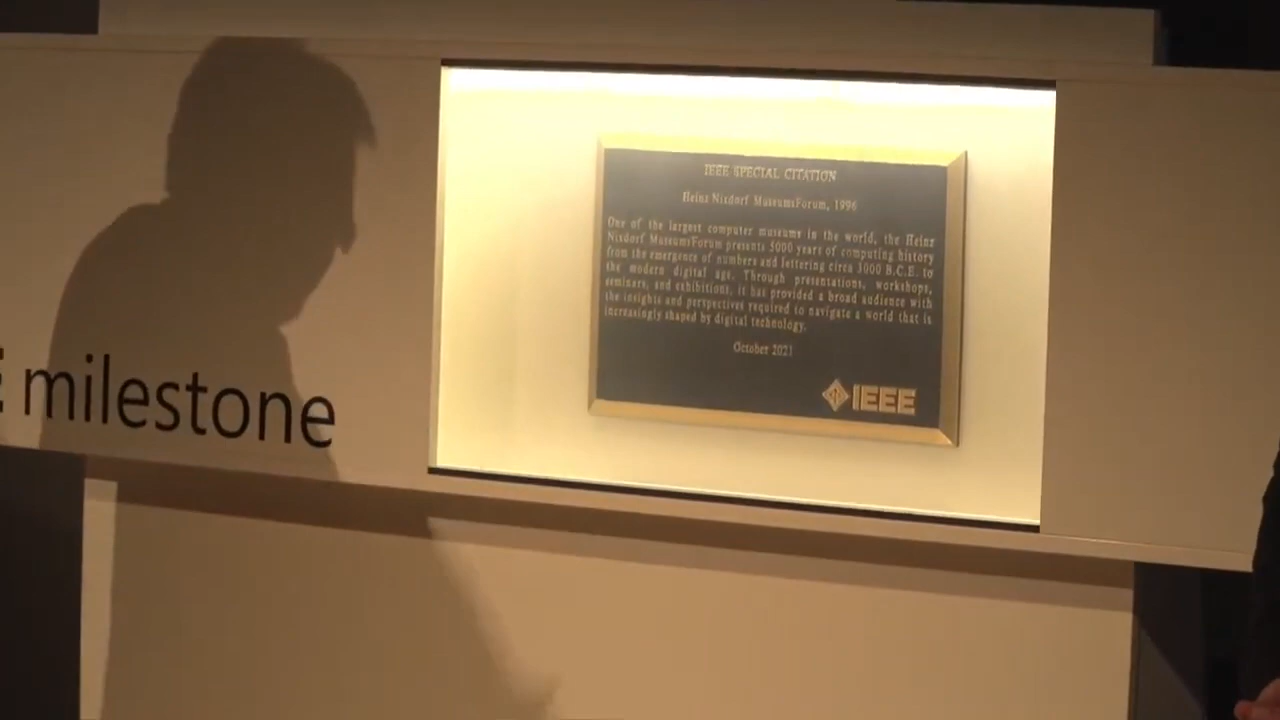 IEEE SPECIAL CITATION
Heinz Nixdorf MuseumsForum, 1996
One of the largest computer museums in the world, the Heinz
Nixdorf MuseumsForum presents 5000 years of computing history
from the emergence of numbers and lettering circa 3000 B.C.E. to
the modern digital age. Through presentations, workshops,
seminars, and exhibitions, it has provided a broad audience with
the insights and perspectives required to navigate a world that is
increasingly shaped by digital technology.
October 2021
IEEE
milestone